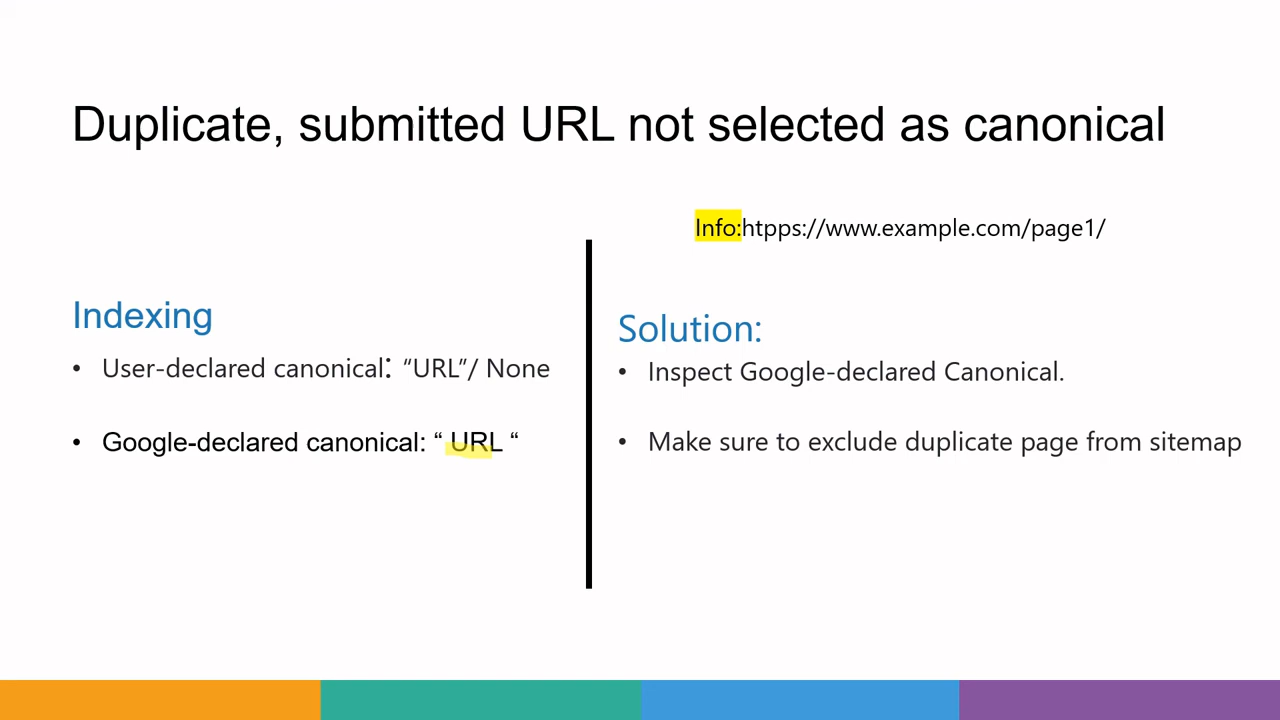 Duplicate, submitted URL not selected as canonical
Info:htpps://www.example.com/page1/
Indexing
• User-declared canonical: “URL”/ None
• Google-declared canonical: “ URL “
Solution:
• Inspect Google-declared Canonical.
• Make sure to exclude duplicate page from sitemap